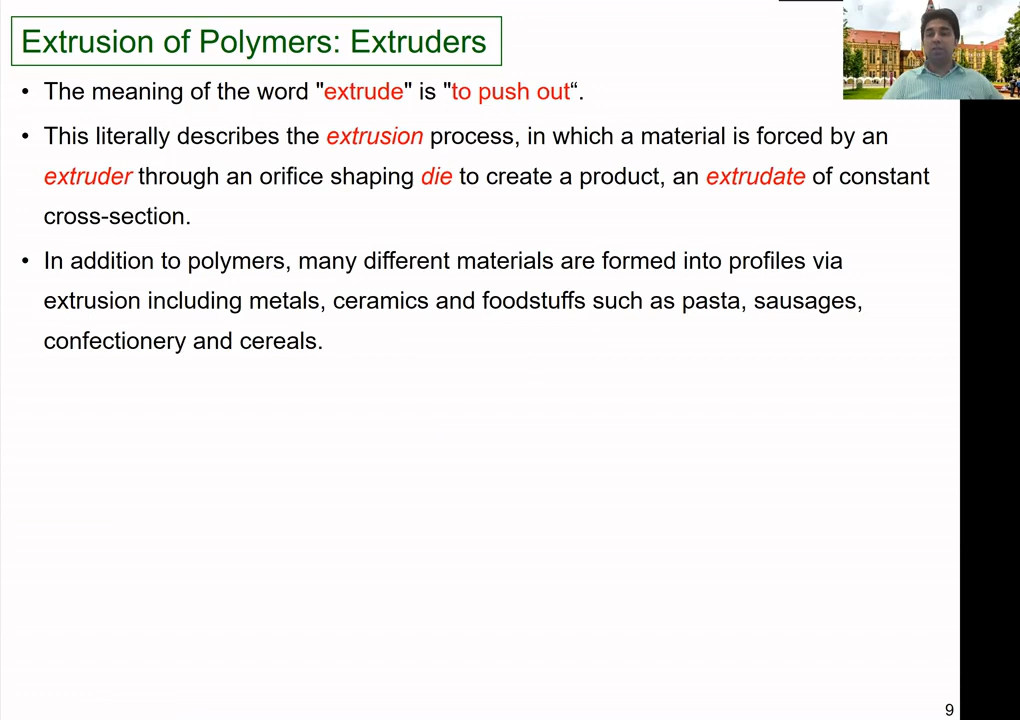 Extrusion of Polymers: Extruders
• The meaning of the word "extrude" is "to push out“.
• This literally describes the extrusion process, in which a material is forced by an
extruder through an orifice shaping die to create a product, an extrudate of constant
cross-section.
• In addition to polymers, many different materials are formed into profiles via
extrusion including metals, ceramics and foodstuffs such as pasta, sausages,
confectionery and cereals.
9